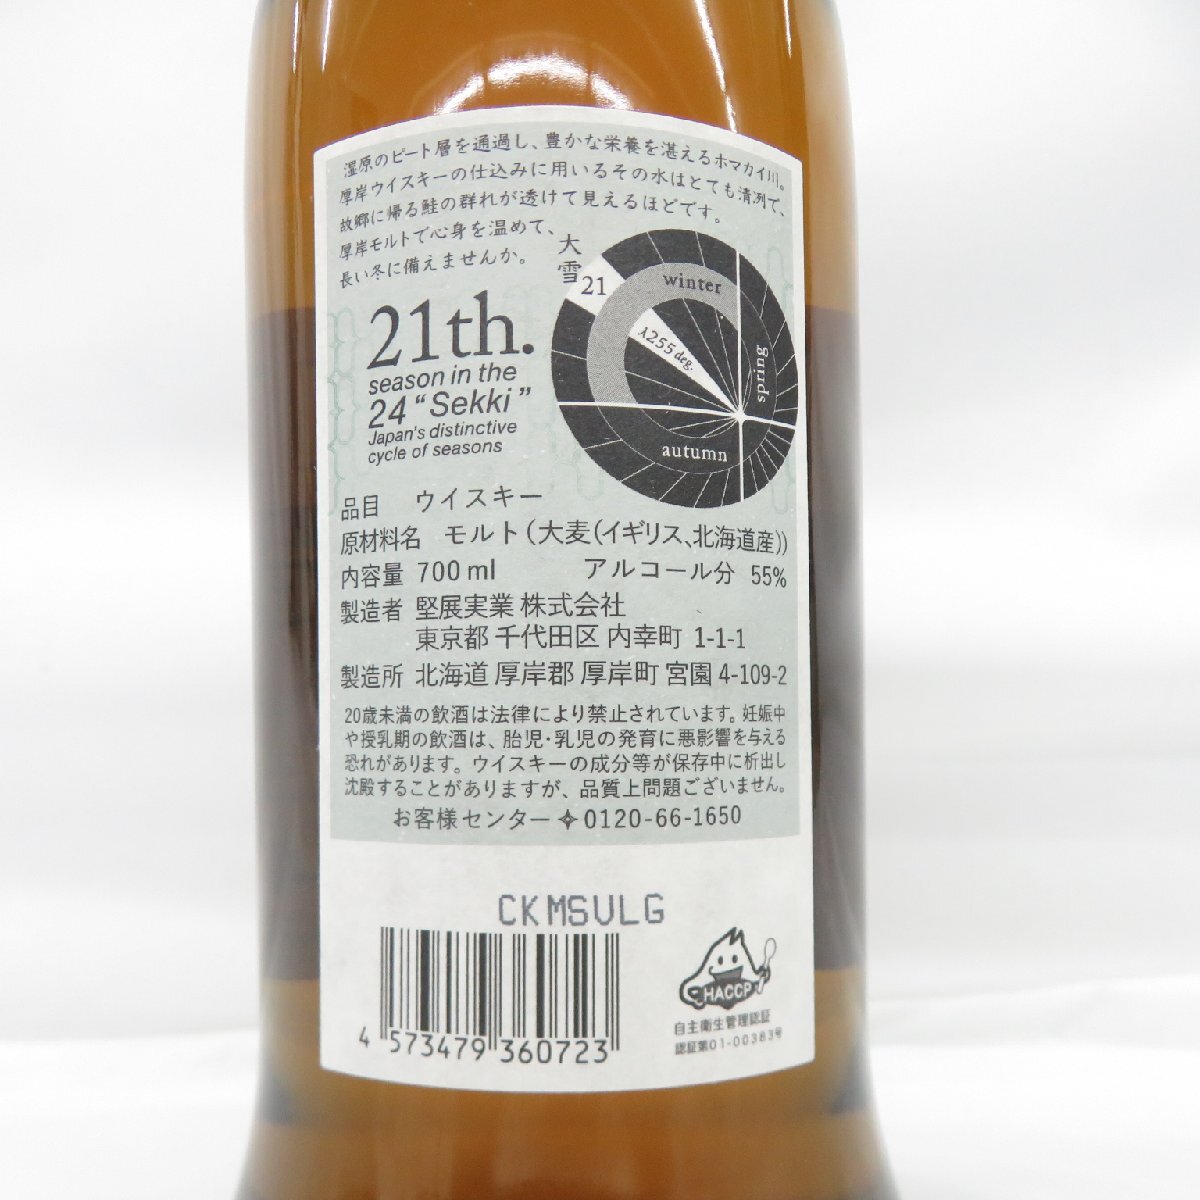 湿原のピート層を通過し、豊かな栄養を湛えるホマカイ川。
厚岸ウイスキーの仕込みに用いるその水はとても清冽で、
故郷に帰る鮭の群れが透けて見えるほどです。
厚岸モルトで心身を温めて、
長い冬に備えませんか。
大雪
21
winter
λ255 deg.
spring
autumn
21th.
season in the
24 “Sekki”
Japan's distinctive
cycle of seasons
品目 ウイスキー
原材料名 モルト（大麦（イギリス、北海道産））
内容量 700 ml アルコール分 55%
製造者 堅展実業 株式会社
東京都 千代田区 内幸町 1-1-1
製造所 北海道 厚岸郡 厚岸町 宮園 4-109-2
20歳未満の飲酒は法律により禁止されています。妊娠中
や授乳期の飲酒は、胎児・乳児の発育に悪影響を与える
恐れがあります。ウイスキーの成分等が保存中に析出し
沈殿することがありますが、品質上問題ございません。
お客様センター✧0120-66-1650
CKMSVLG
4 573479 360723
HACCP
自主衛生管理認証
認証第01-00383号